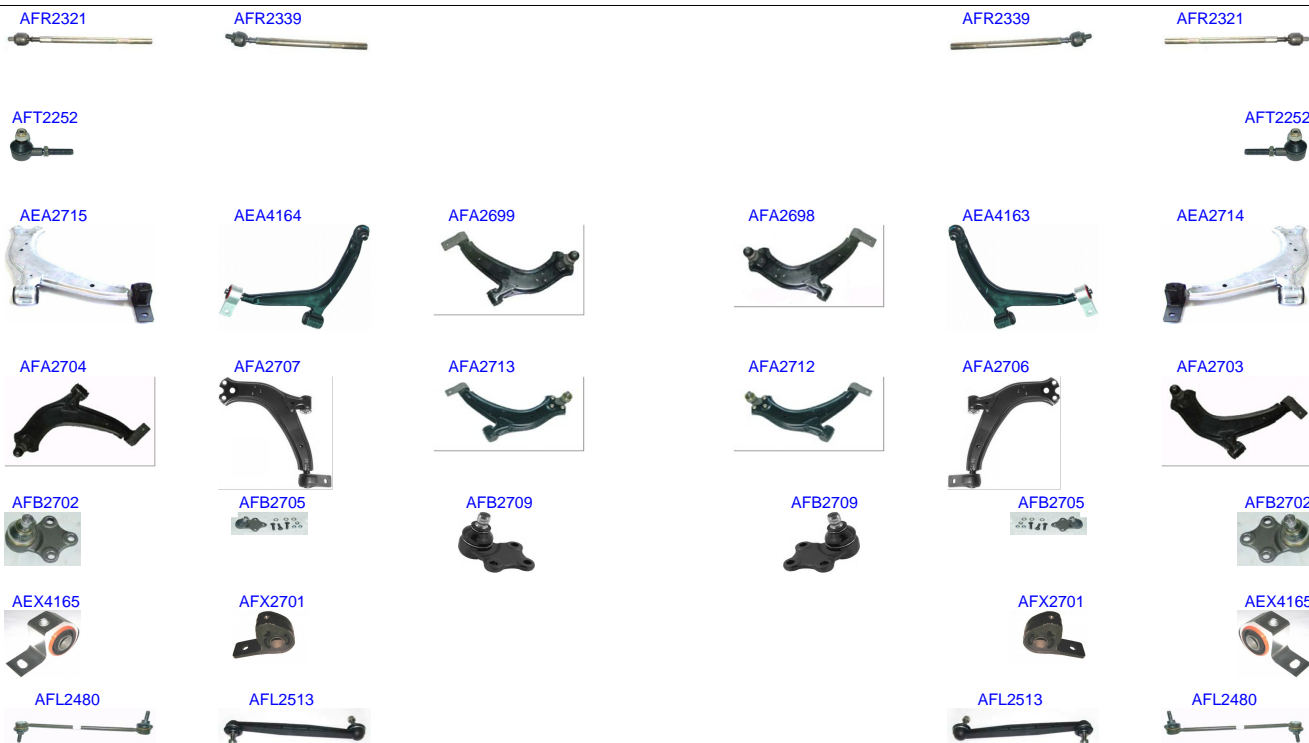 AFR2321 AFR2339 AFR2339 AFR2321
AFT2252 AFT2252
AEA2715 AEA4164 AFA2699 AFA2698 AEA4163 AEA2714
AFA2704 AFA2707 AFA2713 AFA2712 AFA2706 AFA2703
AFB2702 AFB2705 AFB2709 AFB2709 AFB2705 AFB2702
AEX4165 AFX2701 AFX2701 AEX4165
AFL2480 AFL2513 AFL2513 AFL2480